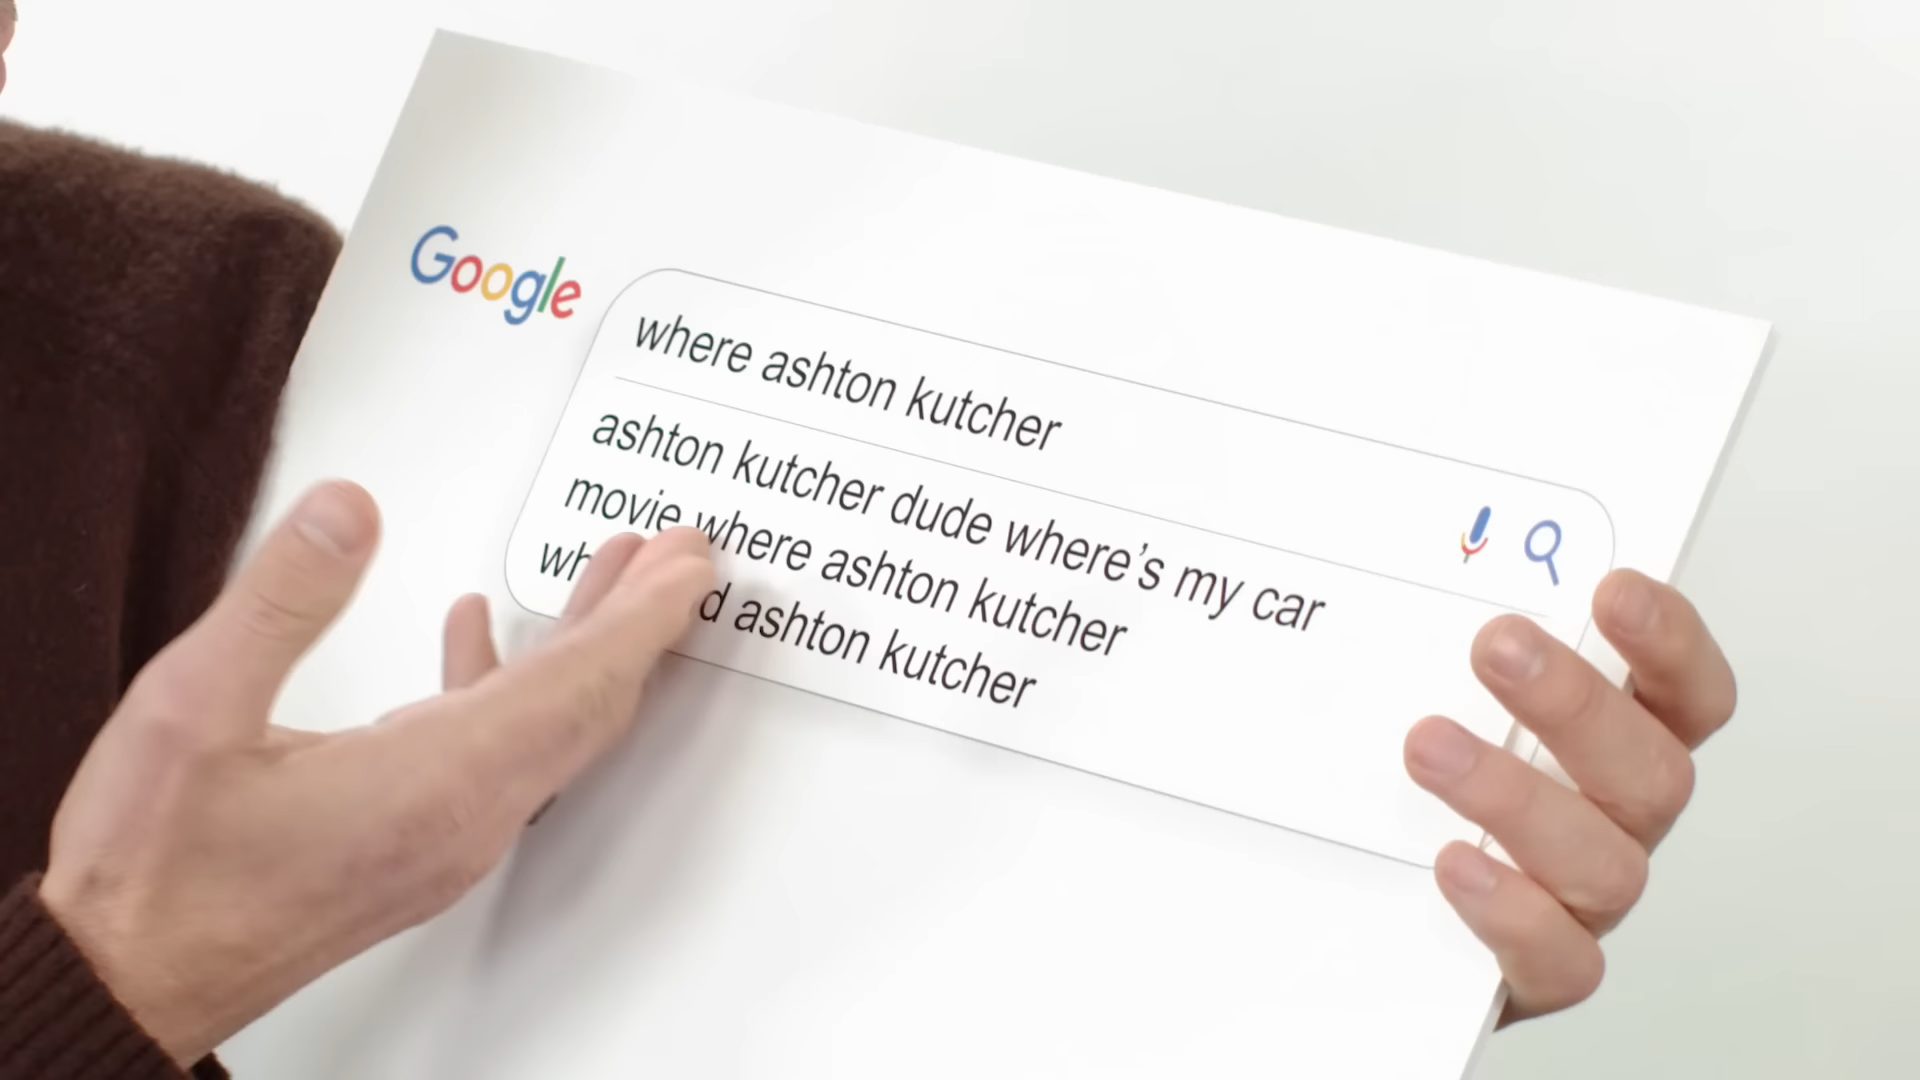 Google
where ashton kutcher
ashton kutcher dude where's my car
movie where ashton kutcher
ashton kutcher